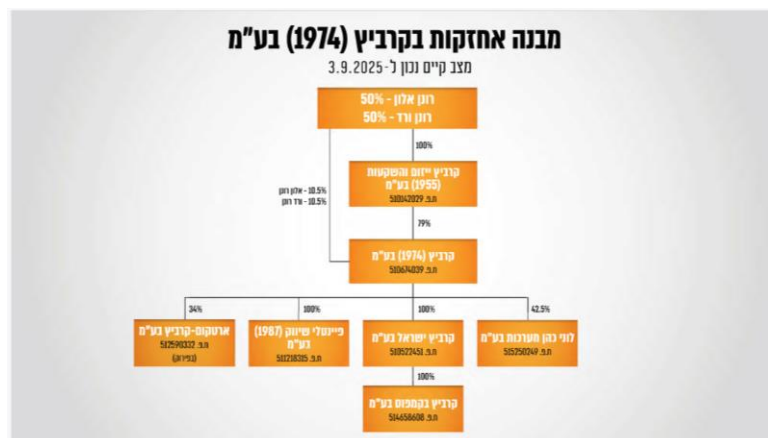 מבנה אחזקות בקרביץ (1974) בע"מ
מצב קיים נכון ל-3.9.2025
רונן אלון - 50%
רונן ורד - 50%
100%
קרביץ ייזום והשקעות
(1955) בע"מ
ח.פ. 510142029
10.5% - אלון רונן
10.5% - ורד רונן
79%
קרביץ (1974) בע"מ
ח.פ. 510674039
34%
100%
100%
42.5%
ארטקום-קרביץ בע"מ
ח.פ. 512590332
(בפירוק)
פיינטלי שיווק (1987)
בע"מ
ח.פ. 511218315
קרביץ ישראל בע"מ
ח.פ. 510522451
לוני כהן מערכות בע"מ
ח.פ. 515750249
100%
קרביץ בקמפוס בע"מ
ח.פ. 514658608